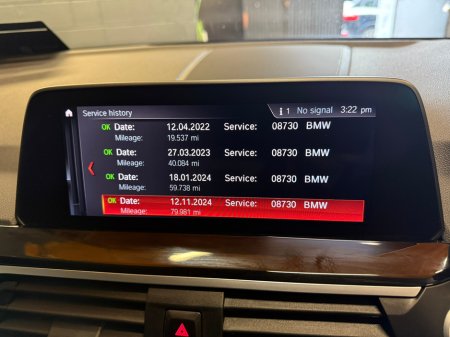 Service history
1 No signal 3:22 pm
OK Date: 12.04.2022 Service: 08730 BMW
Mileage: 19.537 mi
OK Date: 27.03.2023 Service: 08730 BMW
Mileage: 40.084 mi
OK Date: 18.01.2024 Service: 08730 BMW
Mileage: 59.738 mi
OK Date: 12.11.2024 Service: 08730 BMW
Mileage: 79.981 mi